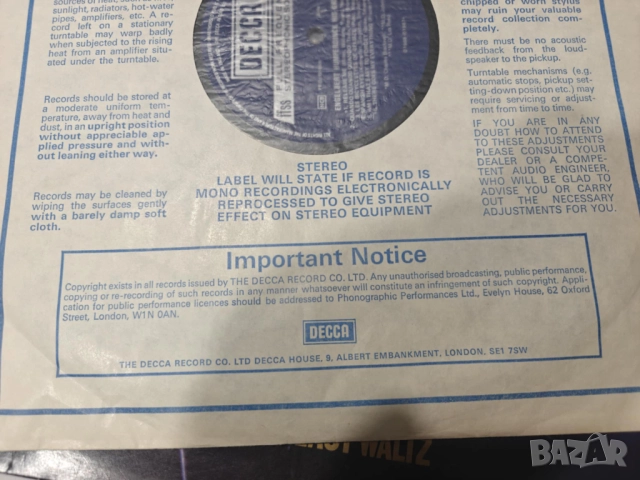 sources of heat, such as
sunlight, radiators, hot-water
pipes, amplifiers, etc. A re-
cord left on a stationary
turntable may warp badly
when subjected to the rising
heat from an amplifier situ-
ated under the turntable.
Records should be stored at
a moderate uniform tem-
perature, away from heat and
dust, in an upright position
without appreciable ap-
plied pressure and with-
out leaning either way.
Records may be cleaned by
wiping the surfaces gently
with a barely damp soft
cloth.
DECCA
ffss
STEREO
LABEL WILL STATE IF RECORD IS
MONO RECORDINGS ELECTRONICALLY
REPROCESSED TO GIVE STEREO
EFFECT ON STEREO EQUIPMENT
chipped or worn stylus
may ruin your valuable
record collection com-
pletely.
There must be no acoustic
feedback from the loud-
speaker to the pickup.
Turntable mechanisms (e.g.
automatic stops, pickup set-
ting-down position etc.) may
require servicing or adjust-
ment from time to time.
IF YOU ARE IN ANY
DOUBT HOW TO ATTEND
TO THESE ADJUSTMENTS
PLEASE CONSULT YOUR
DEALER OR A COMPE-
TENT AUDIO ENGINEER,
WHO WILL BE GLAD TO
ADVISE YOU OR CARRY
OUT THE NECESSARY
ADJUSTMENTS FOR YOU.
Important Notice
Copyright exists in all records issued by THE DECCA RECORD CO. LTD. Any unauthorised broadcasting, public performance,
copying or re-recording of such records in any manner whatsoever will constitute an infringement of such copyright. Appli-
cation for public performance licences should be addressed to Phonographic Performances Ltd., Evelyn House, 62 Oxford
Street, London, W1N 0AN.
DECCA
THE DECCA RECORD CO. LTD DECCA HOUSE, 9, ALBERT EMBANKMENT, LONDON, SE1 7SW
WALTZ
BAZAR.bg